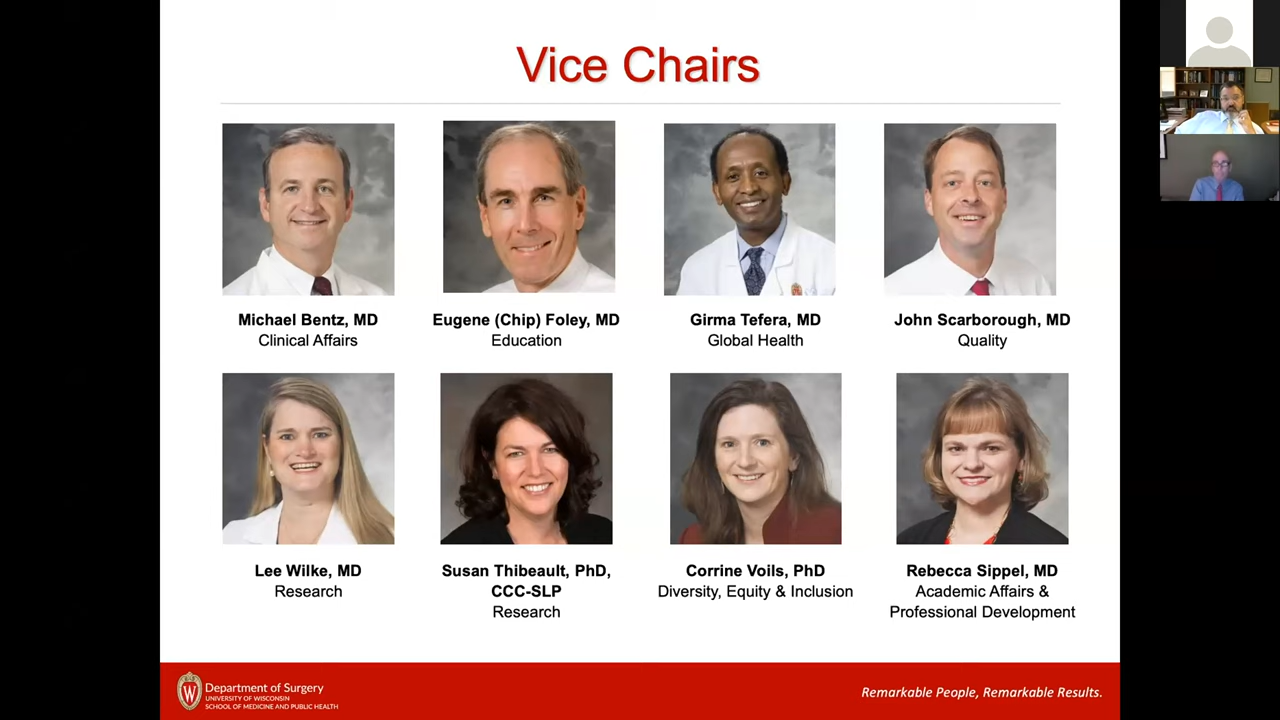 Vice Chairs
Michael Bentz, MD
Clinical Affairs
Eugene (Chip) Foley, MD
Education
Girma Tefera, MD
Global Health
John Scarborough, MD
Quality
Lee Wilke, MD
Research
Susan Thibeault, PhD,
CCC-SLP
Research
Corrine Voils, PhD
Diversity, Equity & Inclusion
Rebecca Sippel, MD
Academic Affairs &
Professional Development
W
Department of Surgery
UNIVERSITY OF WISCONSIN
SCHOOL OF MEDICINE AND PUBLIC HEALTH
Remarkable People, Remarkable Results.